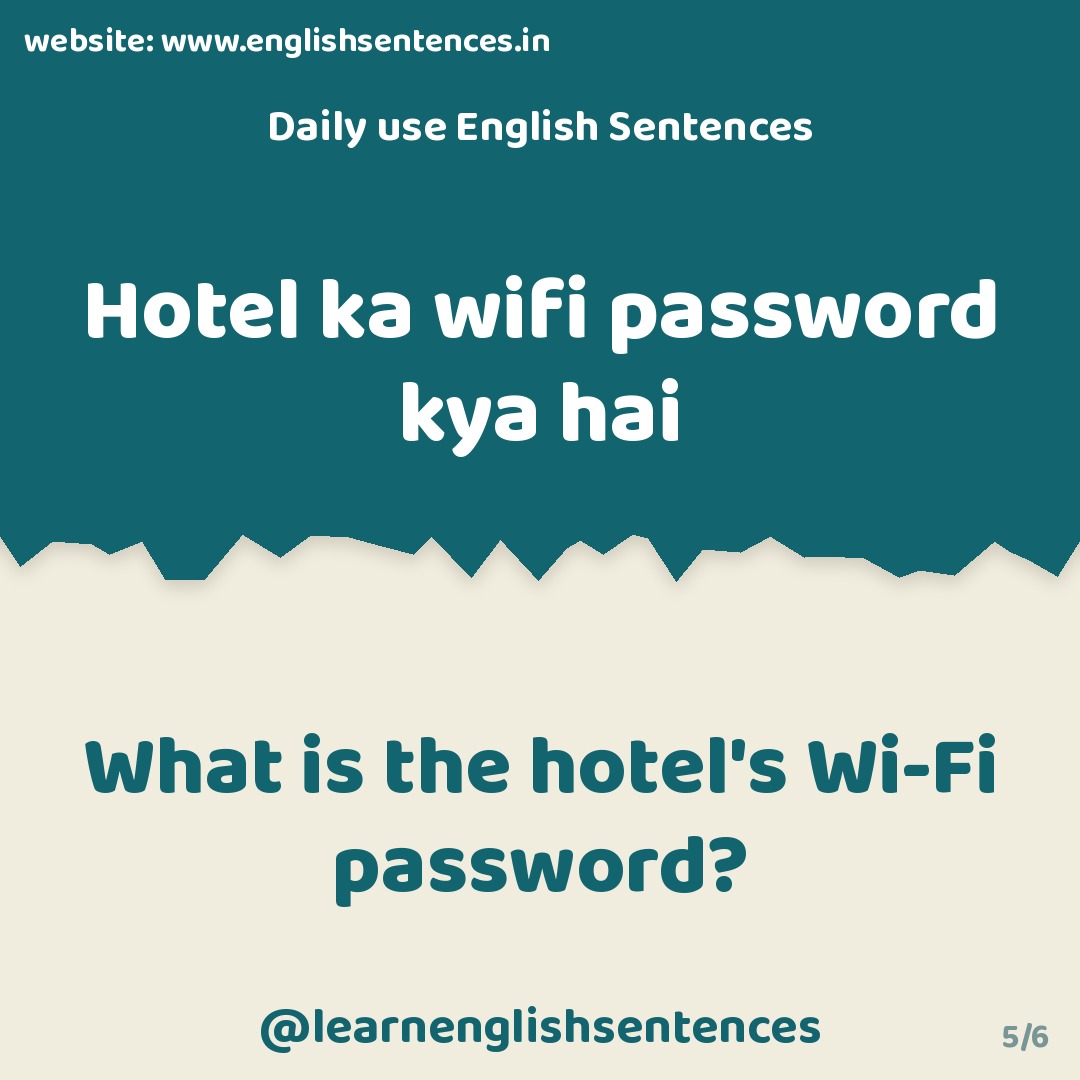 website: www.englishsentences.in
Daily use English Sentences
Hotel ka wifi password
kya hai
What is the hotel's Wi-Fi
password?
@learnenglishsentences
5/6